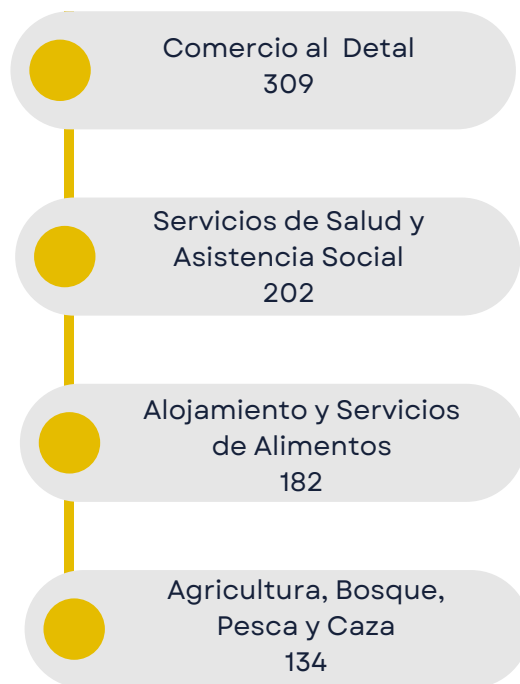 Comercio al Detal
309
Servicios de Salud y
Asistencia Social
202
Alojamiento y Servicios
de Alimentos
182
Agricultura, Bosque,
Pesca y Caza
134